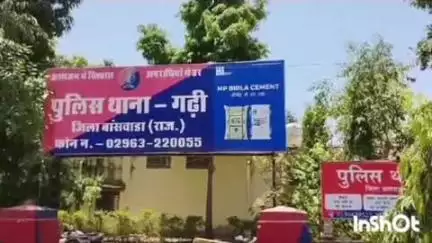 आमजन में विश्वास अपराधियों में डर
पुलिस थाना - गढ़ी
जिला बांसवाडा (राज.)
फ़ोन न. - 02963-220055
MP BIRLA CEMENT
पुलिस थ
जिला
InShOt